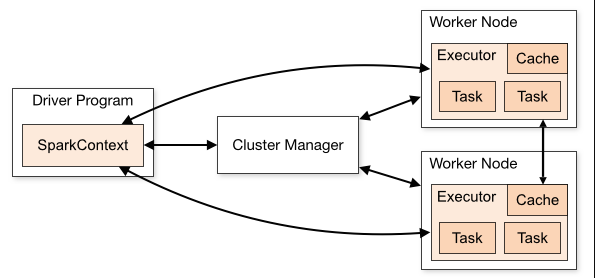 Driver Program
SparkContext
Cluster Manager
Worker Node
Executor
Cache
Task
Task
Worker Node
Executor
Cache
Task
Task